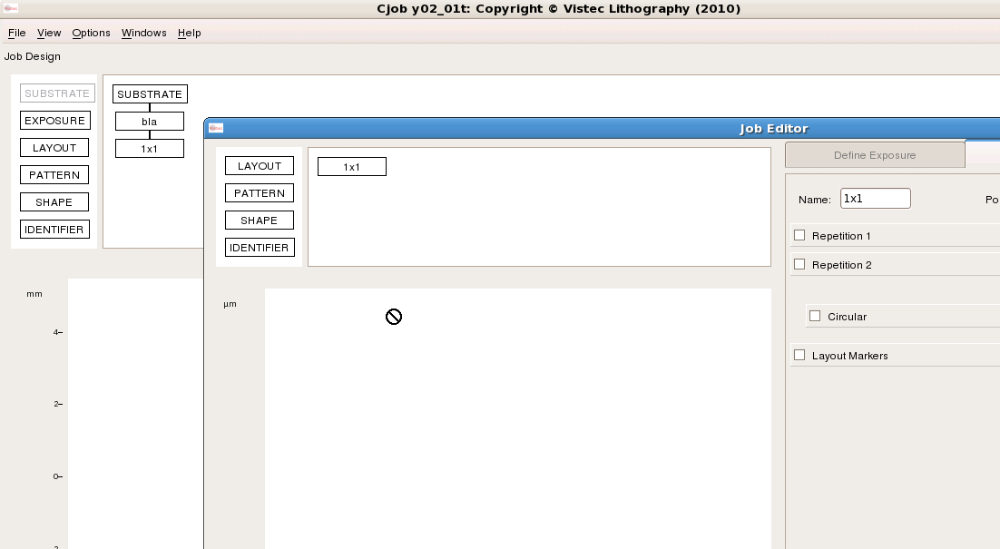 Cjob y02_01t: Copyright © Vistec Lithography (2010)
File View Options Windows Help
Job Design
SUBSTRATE
EXPOSURE
LAYOUT
PATTERN
SHAPE
IDENTIFIER
SUBSTRATE
bla
1x1
mm
4
2
0
Job Editor
LAYOUT
PATTERN
SHAPE
IDENTIFIER
1x1
µm
Define Exposure
Name: 1x1 Po
Repetition 1
Repetition 2
Circular
Layout Markers